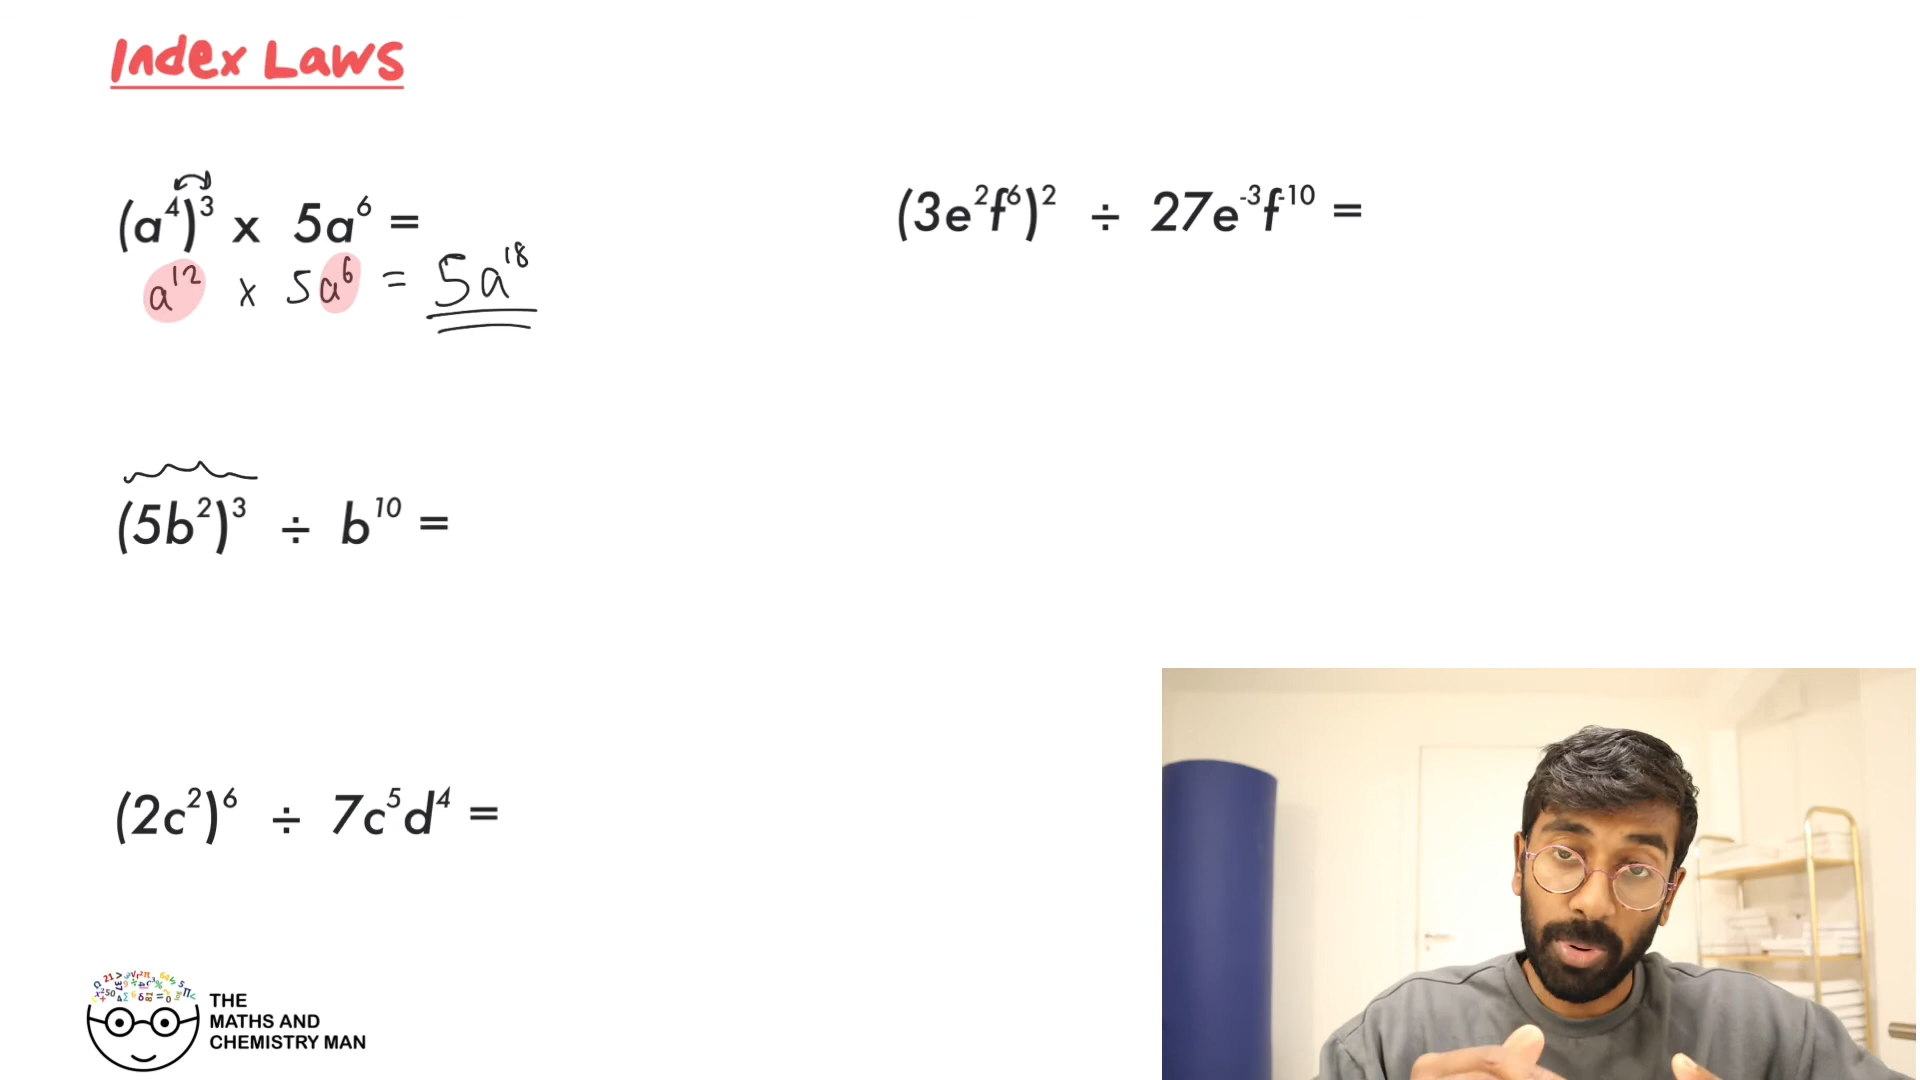 Index Laws
(a⁴)³ x 5a⁶ =
a¹² x 5a⁶ = 5a¹⁸
(5b²)³ ÷ b¹⁰ =
(2c²)⁶ ÷ 7c⁵d⁴ =
(3e²f⁶)² ÷ 27e⁻³f⁻¹⁰ =
THE
MATHS AND
CHEMISTRY MAN